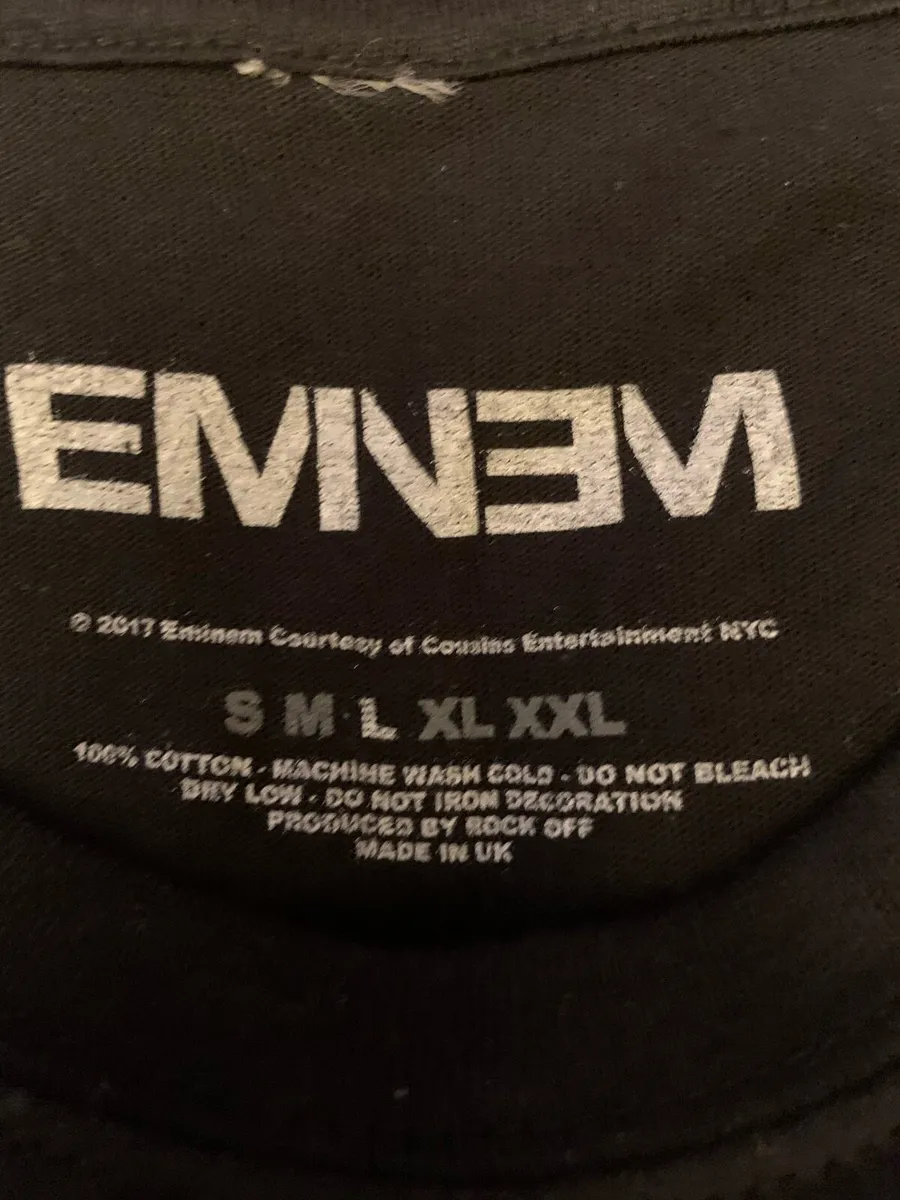 EMINƎM
© 2017 Eminem Courtesy of Cousins Entertainment NYC
S M L XL XXL
100% COTTON - MACHINE WASH COLD - DO NOT BLEACH
DRY LOW - DO NOT IRON DECORATION
PRODUCED BY ROCK OFF
MADE IN UK